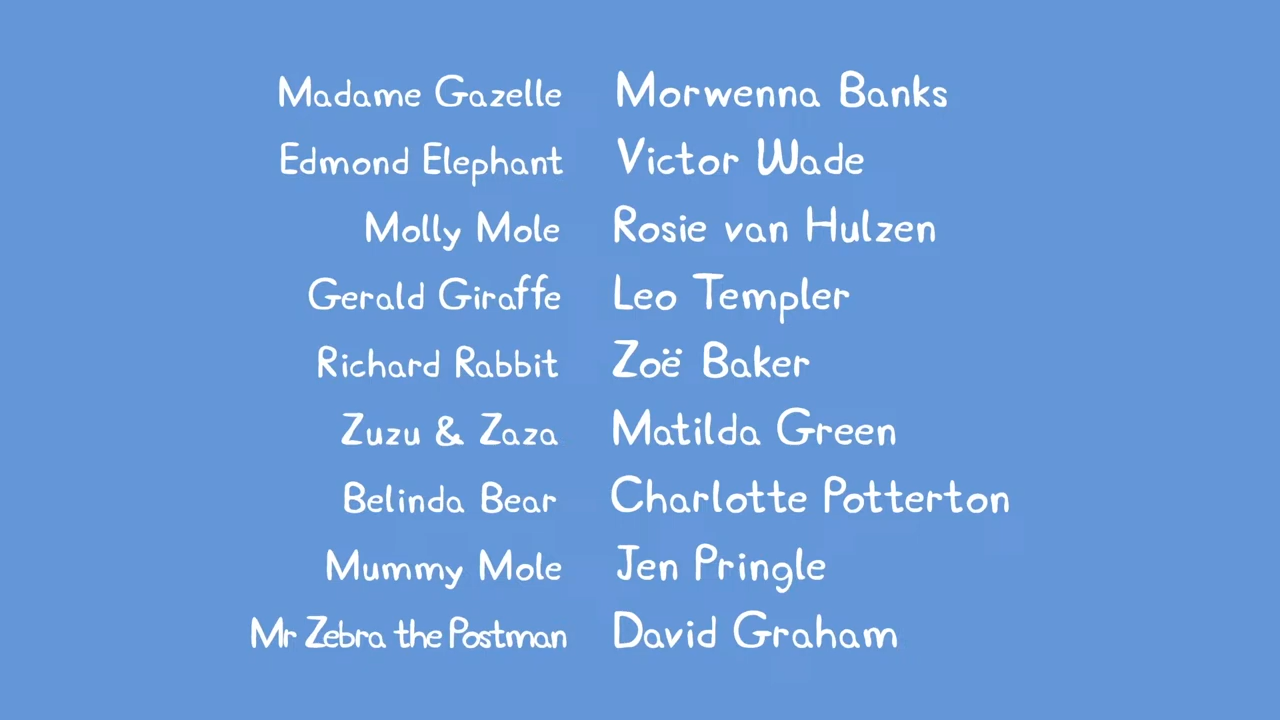 Madame Gazelle Morwenna Banks
Edmond Elephant Victor Wade
Molly Mole Rosie van Hulzen
Gerald Giraffe Leo Templer
Richard Rabbit Zoë Baker
Zuzu & Zaza Matilda Green
Belinda Bear Charlotte Potterton
Mummy Mole Jen Pringle
Mr Zebra the Postman David Graham